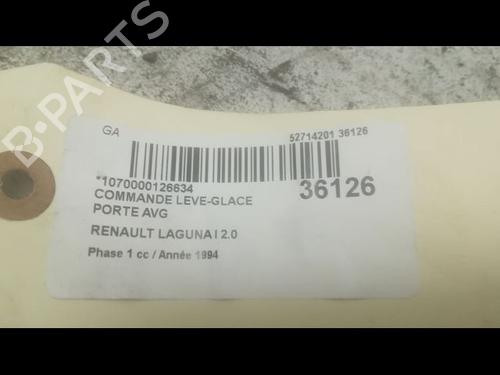 GA
52714201 36126
*1070000126634
36126
COMMANDE LEVE-GLACE
PORTE AVG
RENAULT LAGUNA I 2.0
Phase 1 cc / Année 1994
B-PARTS